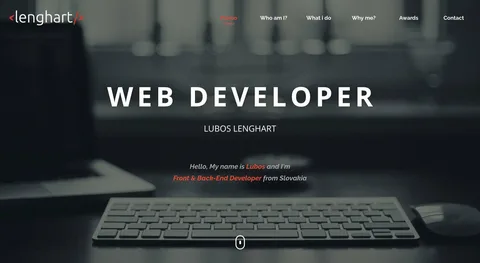 <lenghart/>
Home Who am I? What I do Why me? Awards Contact
WEB DEVELOPER
LUBOS LENGHART
Hello, My name is Lubos and I'm
Front & Back-End Developer from Slovakia